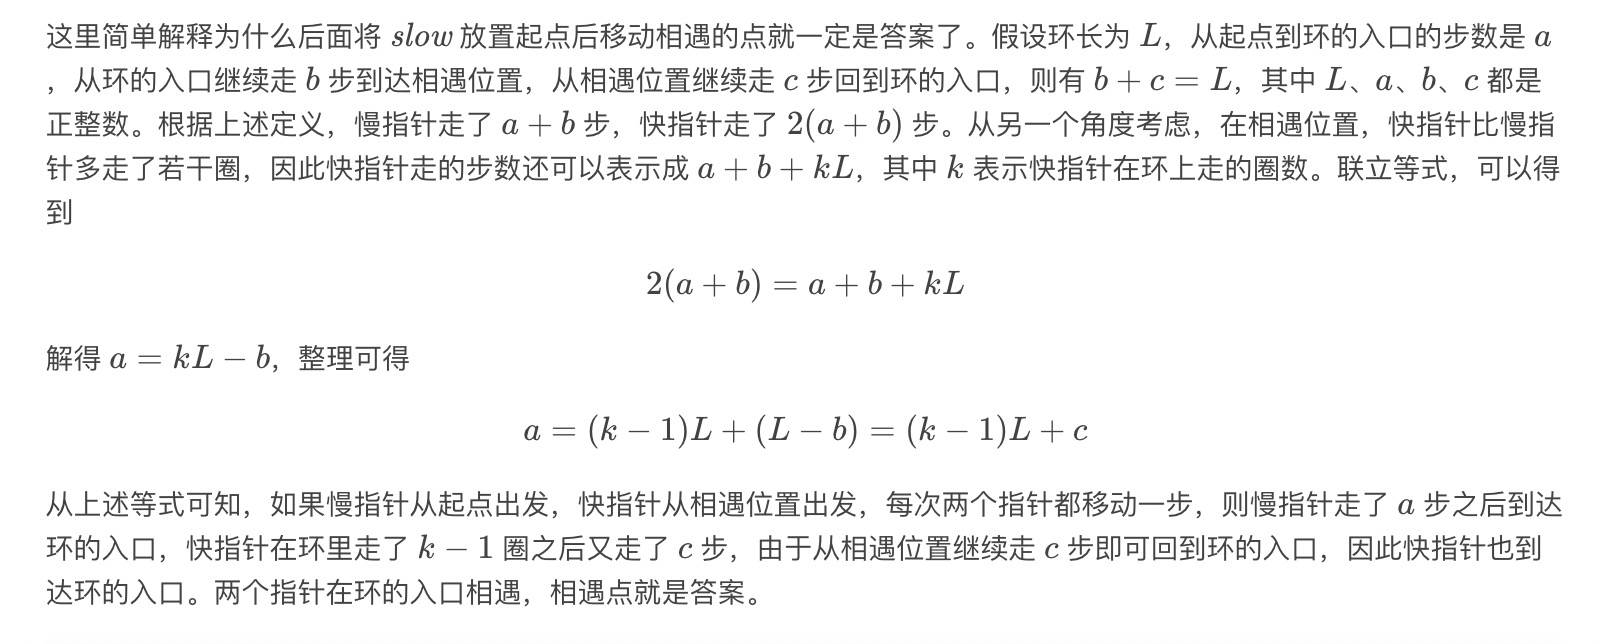 这里简单解释为什么后面将 slow 放置起点后移动相遇的点就一定是答案了。假设环长为 L，从起点到环的入口的步数是 a
，从环的入口继续走 b 步到达相遇位置，从相遇位置继续走 c 步回到环的入口，则有 b + c = L，其中 L、a、b、c 都是
正整数。根据上述定义，慢指针走了 a + b 步，快指针走了 2(a + b) 步。从另一个角度考虑，在相遇位置，快指针比慢指
针多走了若干圈，因此快指针走的步数还可以表示成 a + b + kL，其中 k 表示快指针在环上走的圈数。联立等式，可以得
到
2(a + b) = a + b + kL
解得 a = kL − b，整理可得
a = (k − 1)L + (L − b) = (k − 1)L + c
从上述等式可知，如果慢指针从起点出发，快指针从相遇位置出发，每次两个指针都移动一步，则慢指针走了 a 步之后到达
环的入口，快指针在环里走了 k − 1 圈之后又走了 c 步，由于从相遇位置继续走 c 步即可回到环的入口，因此快指针也到
达环的入口。两个指针在环的入口相遇，相遇点就是答案。